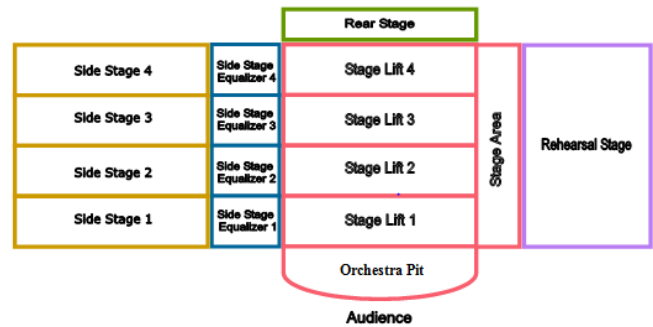 Rear Stage
Side Stage 4
Side Stage
Equalizer 4
Stage Lift 4
Side Stage 3
Side Stage
Equalizer 3
Stage Lift 3
Stage Area
Rehearsal Stage
Side Stage 2
Side Stage
Equalizer 2
Stage Lift 2
Side Stage 1
Side Stage
Equalizer 1
Stage Lift 1
Orchestra Pit
Audience